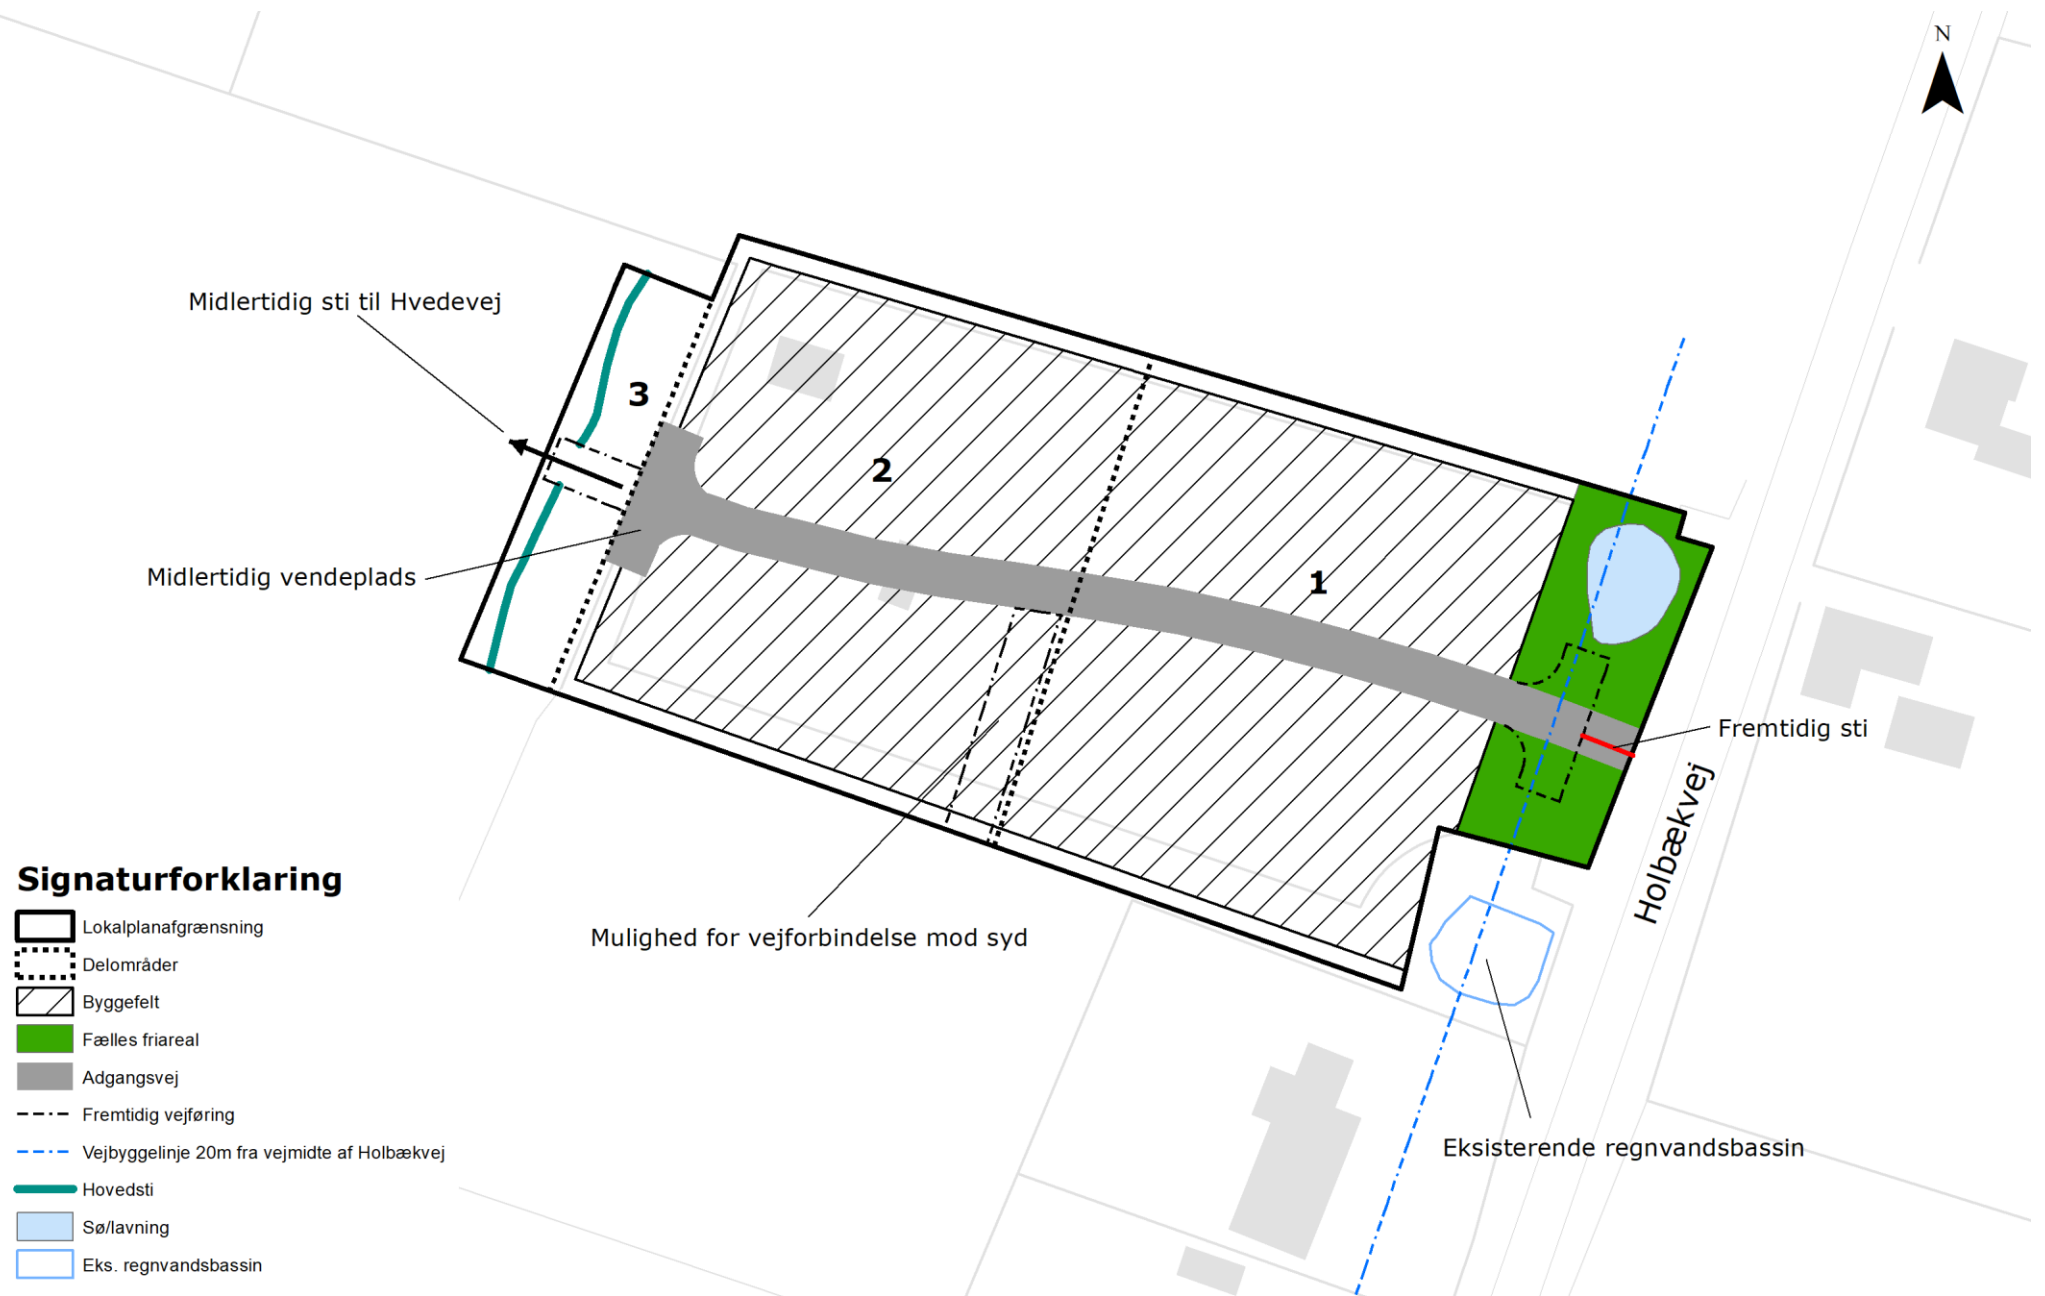 N
Midlertidig sti til Hvedevej
3
2
Midlertidig vendeplads
1
Fremtidig sti
Holbækvej
Mulighed for vejforbindelse mod syd
Eksisterende regnvandsbassin
Signaturforklaring
Lokalplanafgrænsning
Delområder
Byggefelt
Fælles friareal
Adgangsvej
Fremtidig vejføring
Vejbyggelinje 20m fra vejmidte af Holbækvej
Hovedsti
Sø/lavning
Eks. regnvandsbassin